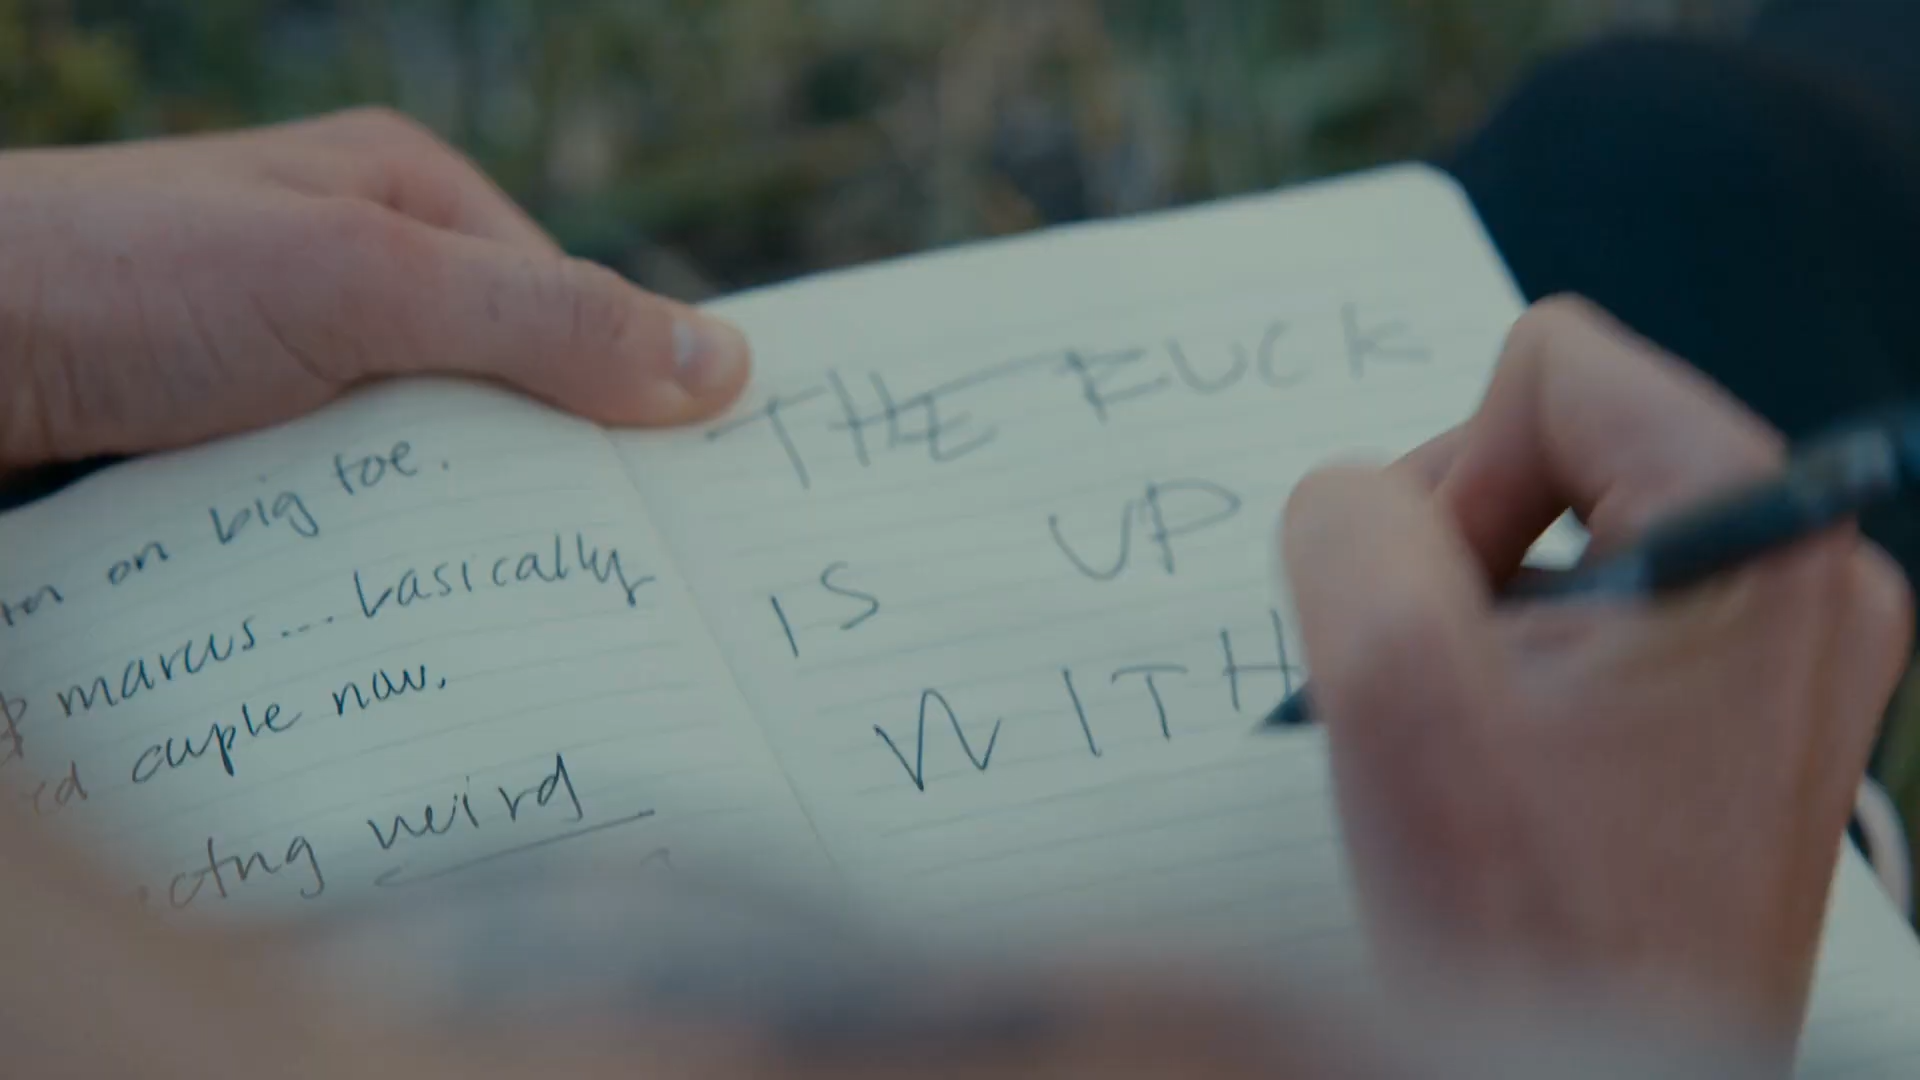 on big toe.
marcus... basically
cuple now.
weird
THE FUCK
IS UP
WITH